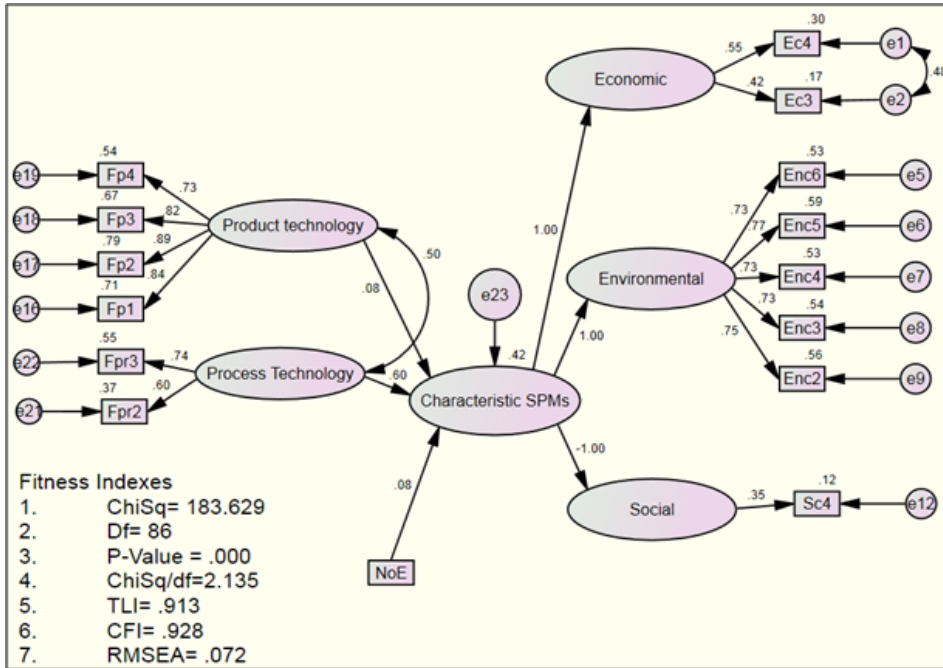 .30
.55 Ec4 e1
Economic
.48
.42 .17
Ec3 e2
.53
.54 Enc6 e5
e19 Fp4 .73 .73 .59
.67 .77 Enc5 e6
e18 Fp3 .82 Product technology
.79 1.00 .53
e17 Fp2 .89 .50 Environmental .73 Enc4 e7
.71 .84 .54
e16 Fp1 .08 e23 .73 Enc3 e8
.55 1.00 .75 .56
e22 Fpr3 .74 .42 Enc2 e9
.37 .60 Process Technology .60
e21 Fpr2 Characteristic SPMs
-1.00
Fitness Indexes .12
1. ChiSq= 183.629 .08 Social .35 Sc4 e12
2. Df= 86
3. P-Value = .000
4. ChiSq/df=2.135 NoE
5. TLI= .913
6. CFI= .928
7. RMSEA= .072